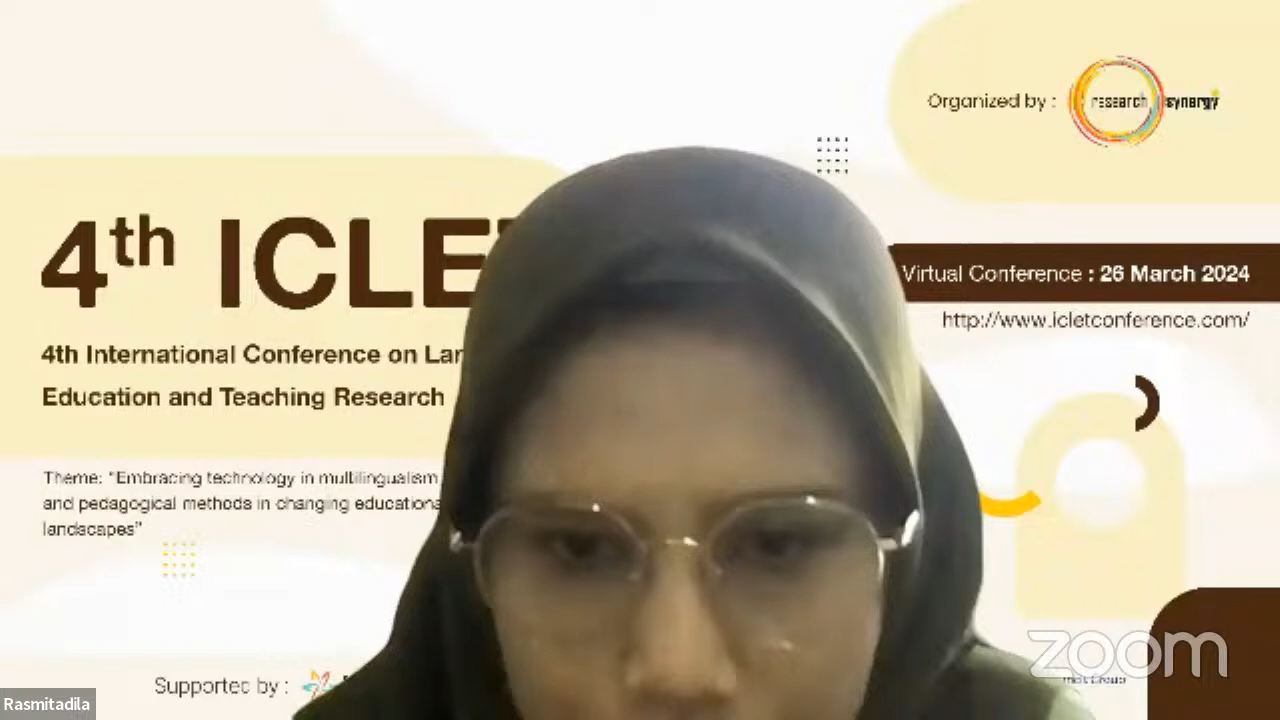 Organized by :
research synergy
4th ICLE
Virtual Conference : 26 March 2024
http://www.icletconference.com/
4th International Conference on Lan
Education and Teaching Research
Theme: "Embracing technology in multilingualism
and pedagogical methods in changing educationa
landscapes"
zoom
Supported by :
Group
Rasmitadila